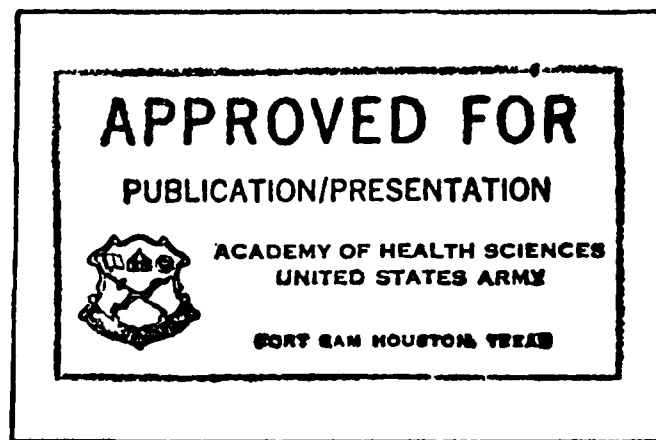 APPROVED FOR
PUBLICATION/PRESENTATION
ACADEMY OF HEALTH SCIENCES
UNITED STATES ARMY
FORT SAM HOUSTON, TEXAS